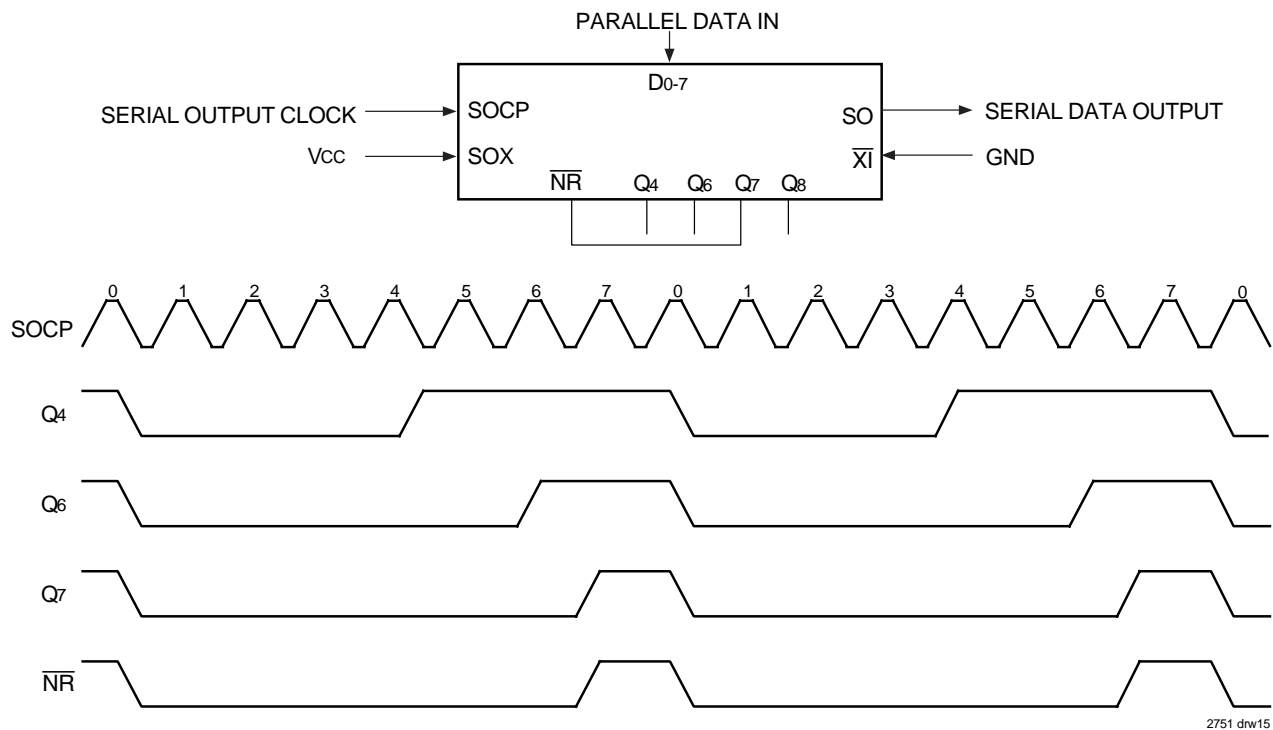 PARALLEL DATA IN
D0-7
SERIAL OUTPUT CLOCK
SOCP
SO
SERIAL DATA OUTPUT
VCC
SOX
XI
GND
NR Q4 Q6 Q7 Q8
0 1 2 3 4 5 6 7 0 1 2 3 4 5 6 7 0
SOCP
Q4
Q6
Q7
NR
2751 drw15